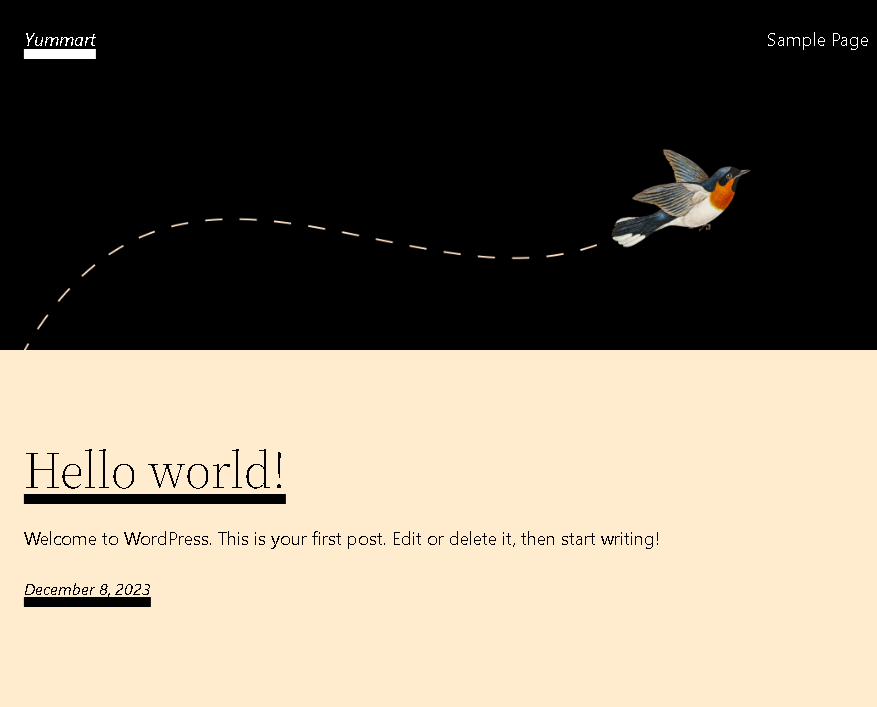 Yummart
Sample Page
Hello world!
Welcome to WordPress. This is your first post. Edit or delete it, then start writing!
December 8, 2023